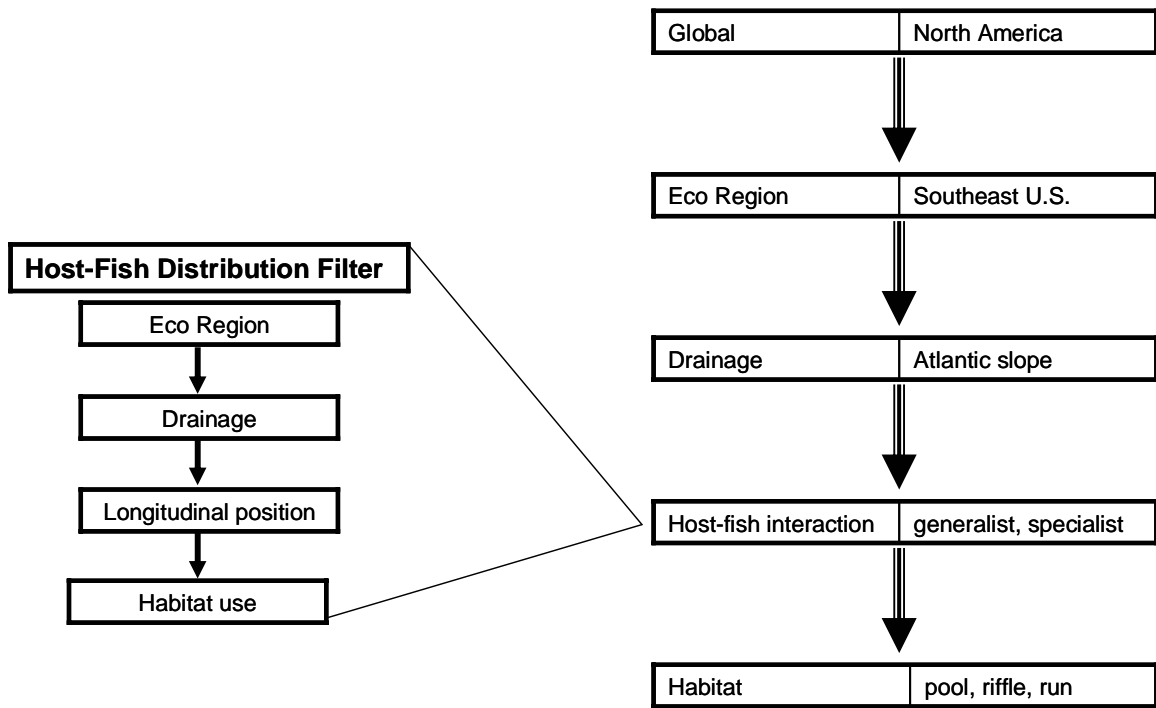 Global North America
Eco Region Southeast U.S.
Host-Fish Distribution Filter
Eco Region
Drainage Atlantic slope
Drainage
Longitudinal position
Host-fish interaction generalist, specialist
Habitat use
Habitat pool, riffle, run